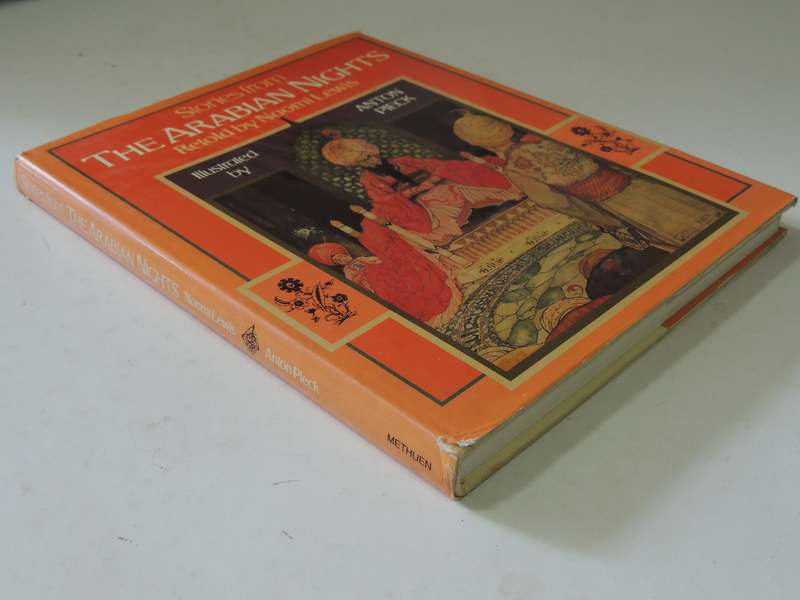 Stories from
THE ARABIAN NIGHTS
Retold by Naomi Lewis
Illustrated
by
ANTON
PIECK
Stories from THE ARABIAN NIGHTS Naomi Lewis Anton Pieck METHUEN